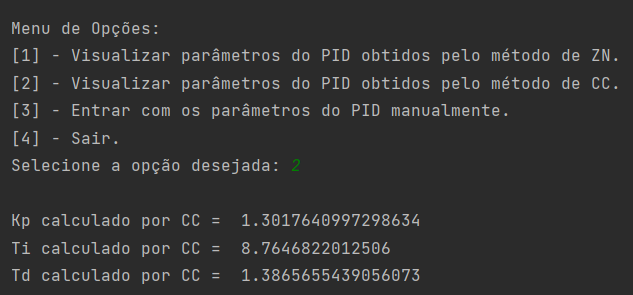 Menu de Opções:
[1] - Visualizar parâmetros do PID obtidos pelo método de ZN.
[2] - Visualizar parâmetros do PID obtidos pelo método de CC.
[3] - Entrar com os parâmetros do PID manualmente.
[4] - Sair.
Selecione a opção desejada: 2
Kp calculado por CC =  1.3017640997298634
Ti calculado por CC =  8.7646822012506
Td calculado por CC =  1.3865655439056073